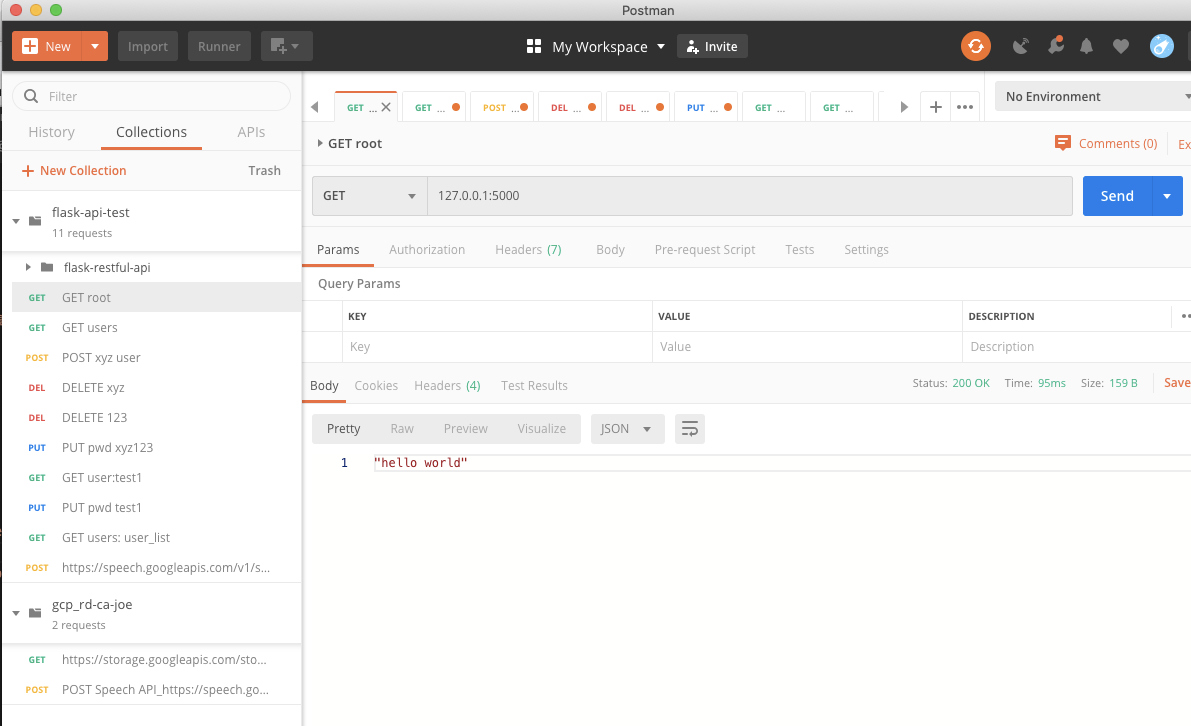 Postman
New
Import
Runner
My Workspace
Invite
Filter
History
Collections
APIs
New Collection
Trash
flask-api-test
11 requests
flask-restful-api
GET GET root
GET GET users
POST POST xyz user
DEL DELETE xyz
DEL DELETE 123
PUT PUT pwd xyz123
GET GET user:test1
PUT PUT pwd test1
GET GET users: user_list
POST https://speech.googleapis.com/v1/s...
gcp_rd-ca-joe
2 requests
GET https://storage.googleapis.com/sto...
POST POST Speech API_https://speech.go...
GET ...
GET ...
POST ...
DEL ...
DEL ...
PUT ...
GET ...
GET ...
No Environment
GET root
Comments (0)
Ex
GET
127.0.0.1:5000
Send
Params
Authorization
Headers (7)
Body
Pre-request Script
Tests
Settings
Query Params
KEY VALUE DESCRIPTION
Key Value Description
Body
Cookies
Headers (4)
Test Results
Status: 200 OK
Time: 95ms
Size: 159 B
Save
Pretty
Raw
Preview
Visualize
JSON
1 "hello world"